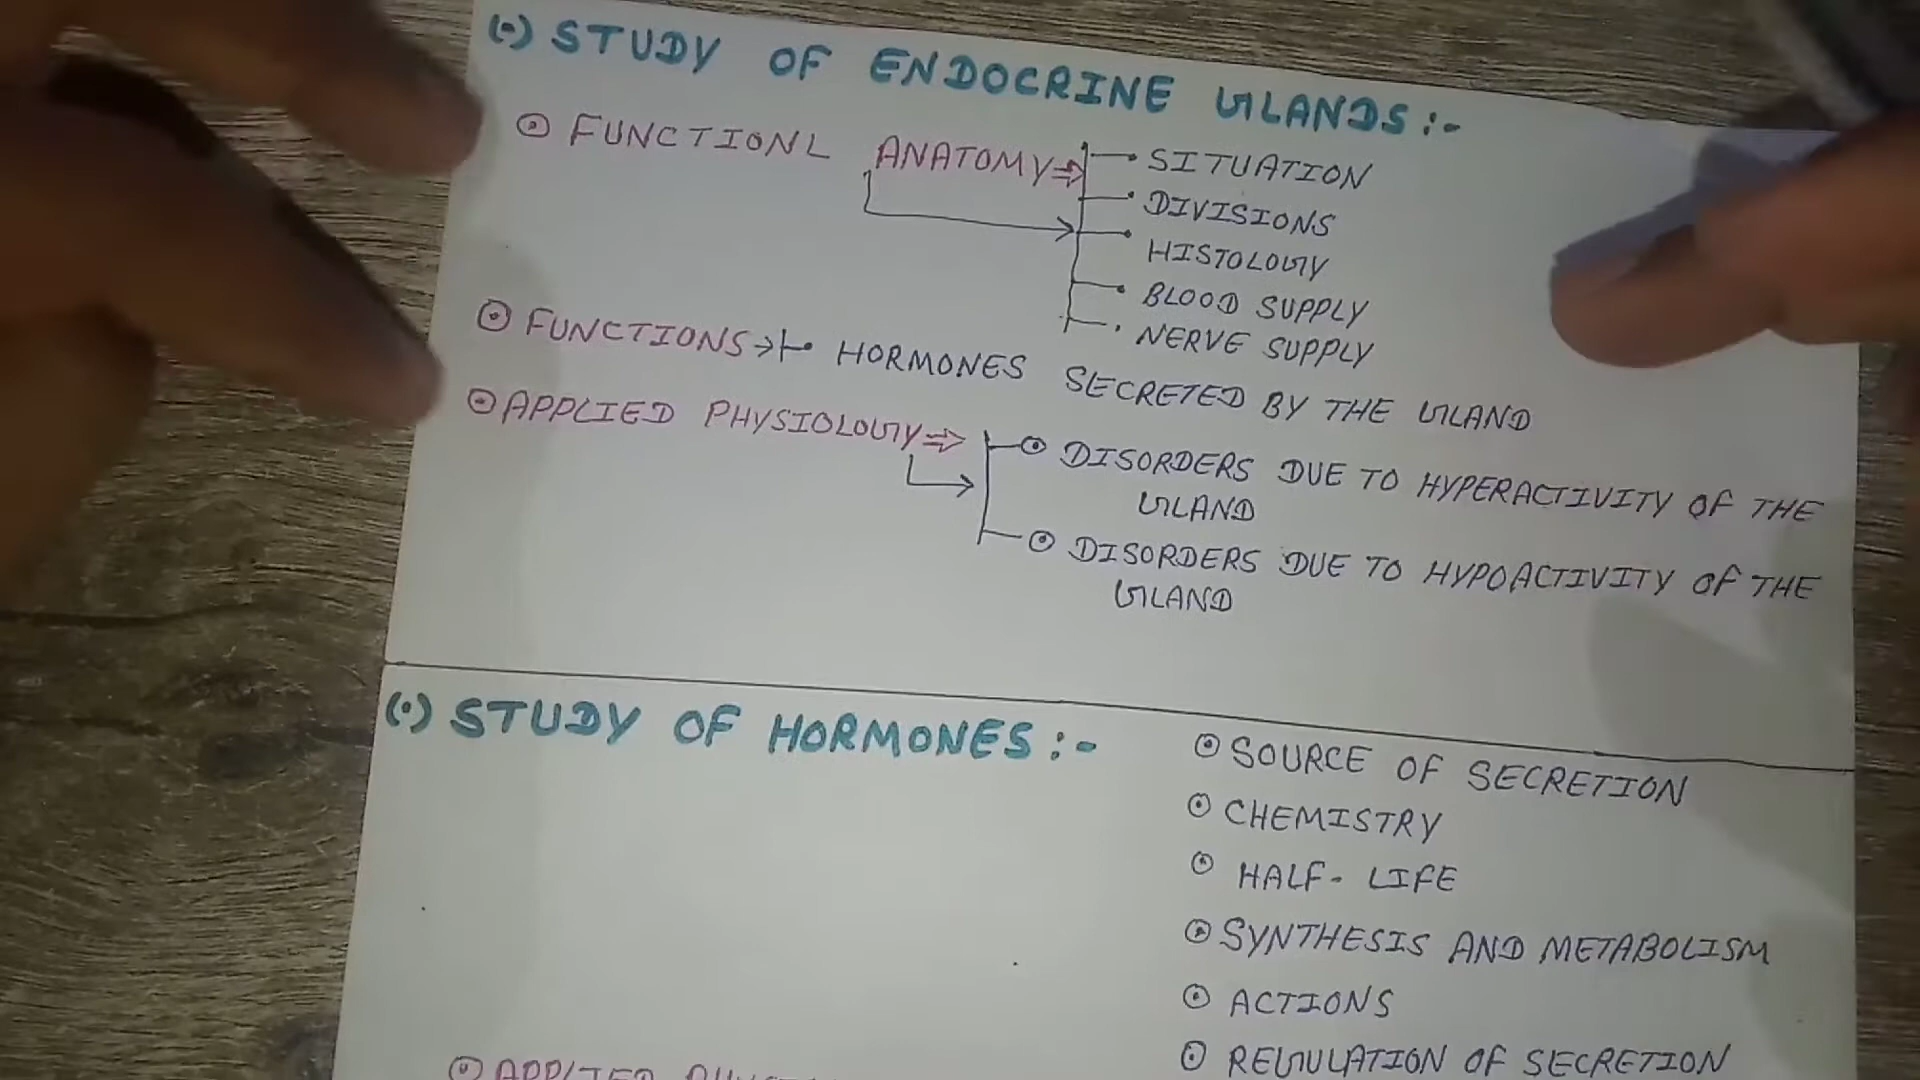 (•) STUDY OF ENDOCRINE GLANDS:-
⊙ FUNCTIONL ANATOMY⇒
SITUATION
DIVISIONS
HISTOLOGY
BLOOD SUPPLY
NERVE SUPPLY
⊙ FUNCTIONS → HORMONES SECRETED BY THE GLAND
⊙ APPLIED PHYSIOLOGY⇒
⊙ DISORDERS DUE TO HYPERACTIVITY OF THE
GLAND
⊙ DISORDERS DUE TO HYPOACTIVITY OF THE
GLAND
(•) STUDY OF HORMONES:-
⊙ SOURCE OF SECRETION
⊙ CHEMISTRY
⊙ HALF-LIFE
⊙ SYNTHESIS AND METABOLISM
⊙ ACTIONS
⊙ REGULATION OF SECRETION
⊙ APPLIED